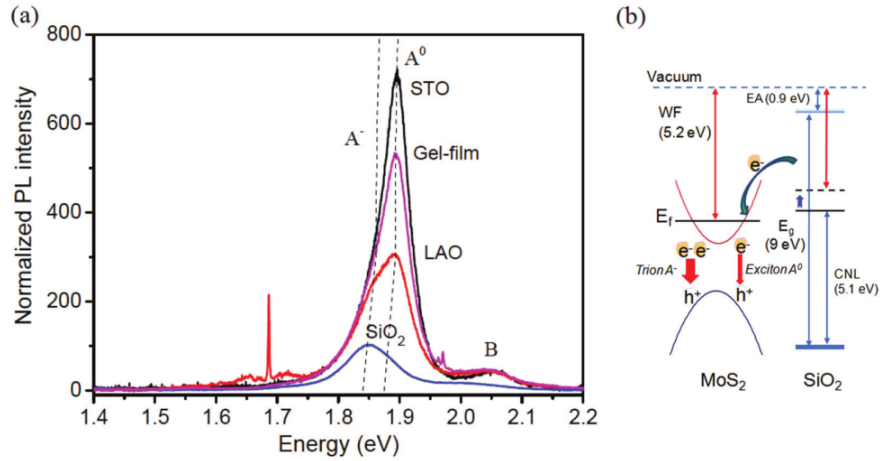 (a)
800
600
400
200
0
Normalized PL intensity
1.4 1.5 1.6 1.7 1.8 1.9 2.0 2.1 2.2
Energy (eV)
A⁰
STO
A⁻
Gel-film
LAO
SiO₂
B
(b)
Vacuum
EA (0.9 eV)
WF
(5.2 eV)
e⁻
E_f
E_g
(9 eV)
e⁻ e⁻ e⁻
CNL
(5.1 eV)
Trion A⁻ Exciton A⁰
h⁺ h⁺
MoS₂ SiO₂